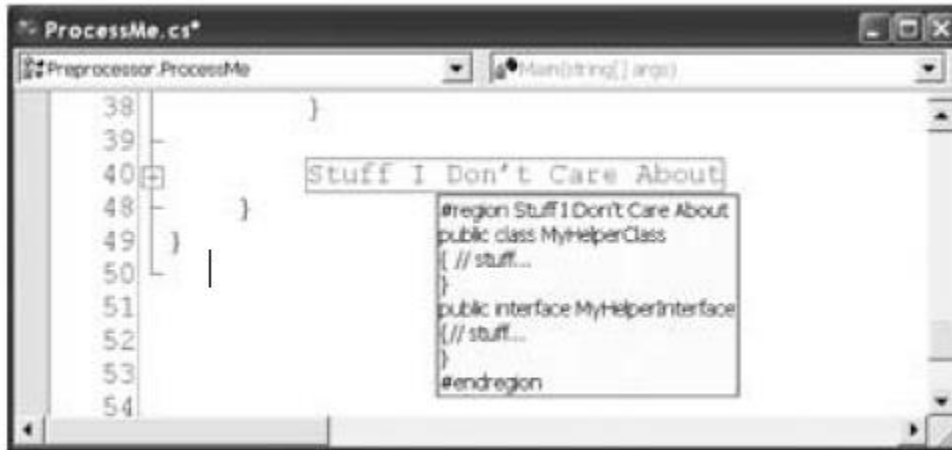 ProcessMe.cs*
Preprocessor.ProcessMe Main(string[] args)
38 }
39
40 Stuff I Don't Care About
48 }
49 }
50
51
52
53
54
#region Stuff I Don't Care About
public class MyHelperClass
{ // stuff...
}
public interface MyHelperInterface
{// stuff...
}
#endregion